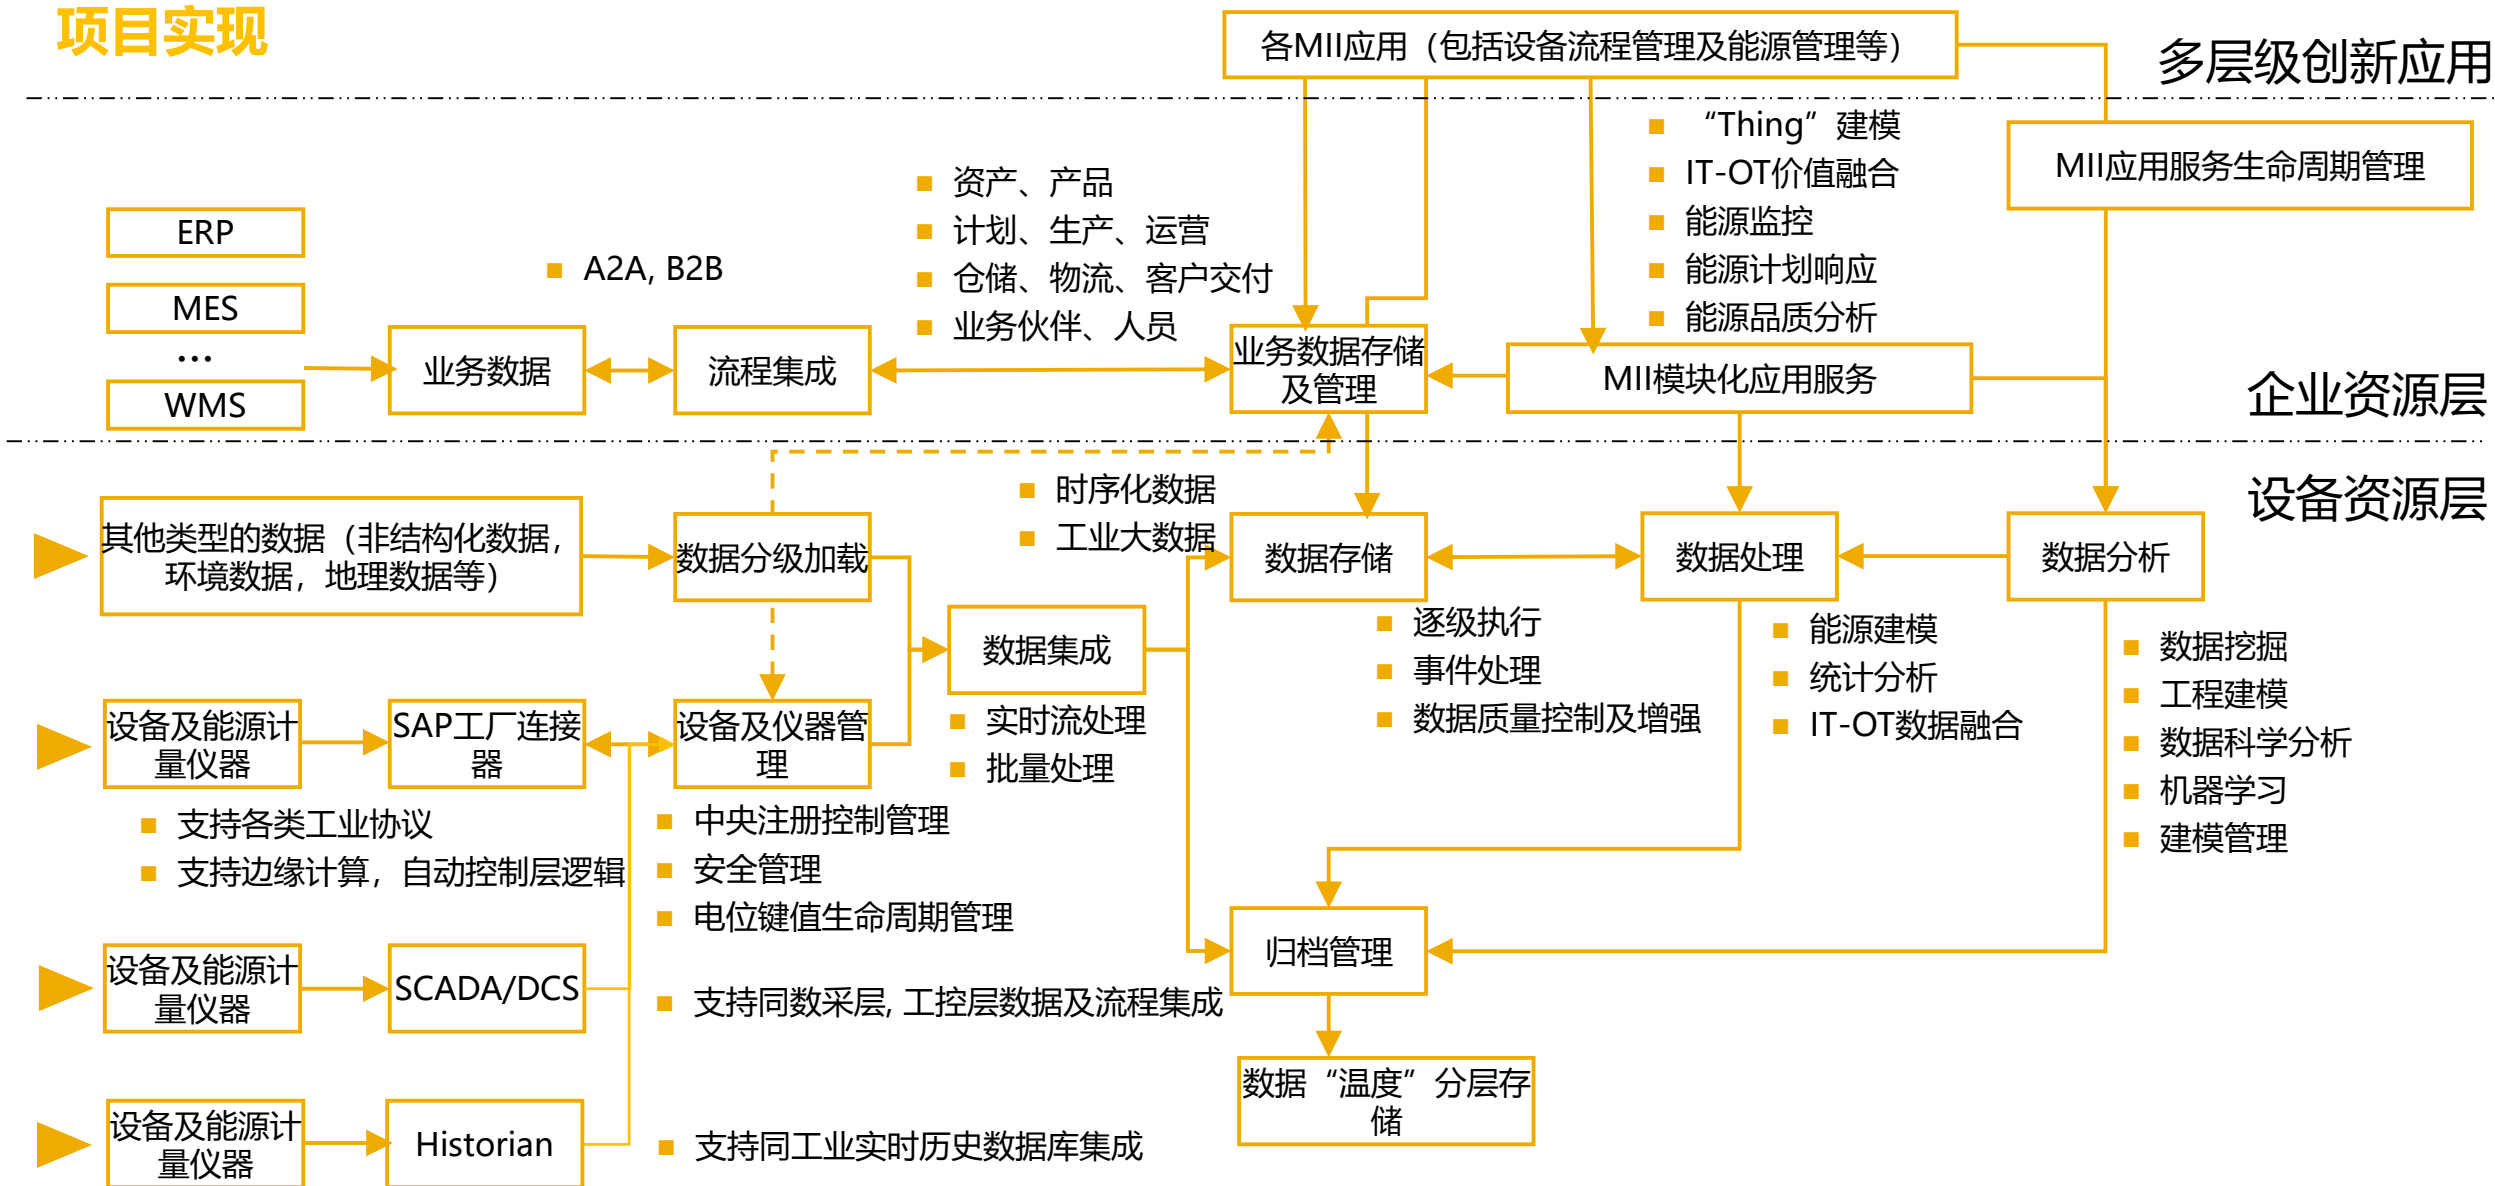 项目实现
各MII应用（包括设备流程管理及能源管理等）
多层级创新应用
“Thing”建模
IT-OT价值融合
能源监控
能源计划响应
能源品质分析
MII应用服务生命周期管理
资产、产品
计划、生产、运营
仓储、物流、客户交付
业务伙伴、人员
ERP
MES
...
WMS
A2A, B2B
业务数据
流程集成
业务数据存储
及管理
MII模块化应用服务
企业资源层
设备资源层
时序化数据
工业大数据
其他类型的数据（非结构化数据，
环境数据，地理数据等）
数据分级加载
数据存储
数据处理
数据分析
数据集成
逐级执行
事件处理
数据质量控制及增强
能源建模
统计分析
IT-OT数据融合
数据挖掘
工程建模
数据科学分析
机器学习
建模管理
设备及能源计
量仪器
SAP工厂连接
器
设备及仪器管
理
实时流处理
批量处理
支持各类工业协议
支持边缘计算，自动控制层逻辑
中央注册控制管理
安全管理
电位键值生命周期管理
设备及能源计
量仪器
SCADA/DCS
支持同数采层, 工控层数据及流程集成
归档管理
数据“温度”分层存
储
设备及能源计
量仪器
Historian
支持同工业实时历史数据库集成